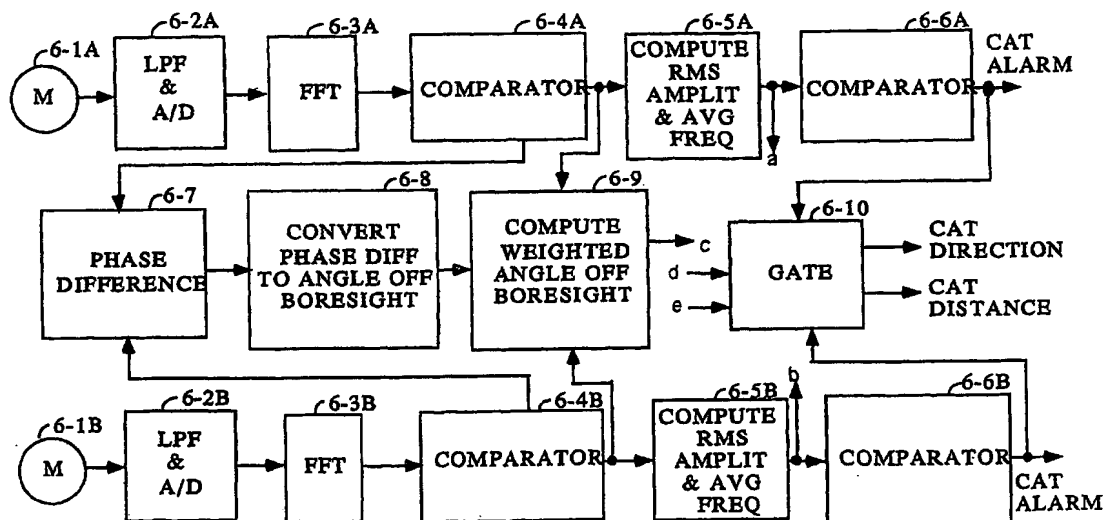 6-1A
M
6-2A
LPF
&
A/D
6-3A
FFT
6-4A
COMPARATOR
6-5A
COMPUTE
RMS
AMPLIT
& AVG
FREQ
a
6-6A
COMPARATOR
CAT
ALARM
6-7
PHASE
DIFFERENCE
6-8
CONVERT
PHASE DIFF
TO ANGLE OFF
BORESIGHT
6-9
COMPUTE
WEIGHTED
ANGLE OFF
BORESIGHT
c
d
e
6-10
GATE
CAT
DIRECTION
CAT
DISTANCE
6-1B
M
6-2B
LPF
&
A/D
6-3B
FFT
6-4B
COMPARATOR
6-5B
COMPUTE
RMS
AMPLIT
& AVG
FREQ
b
6-6B
COMPARATOR
CAT
ALARM